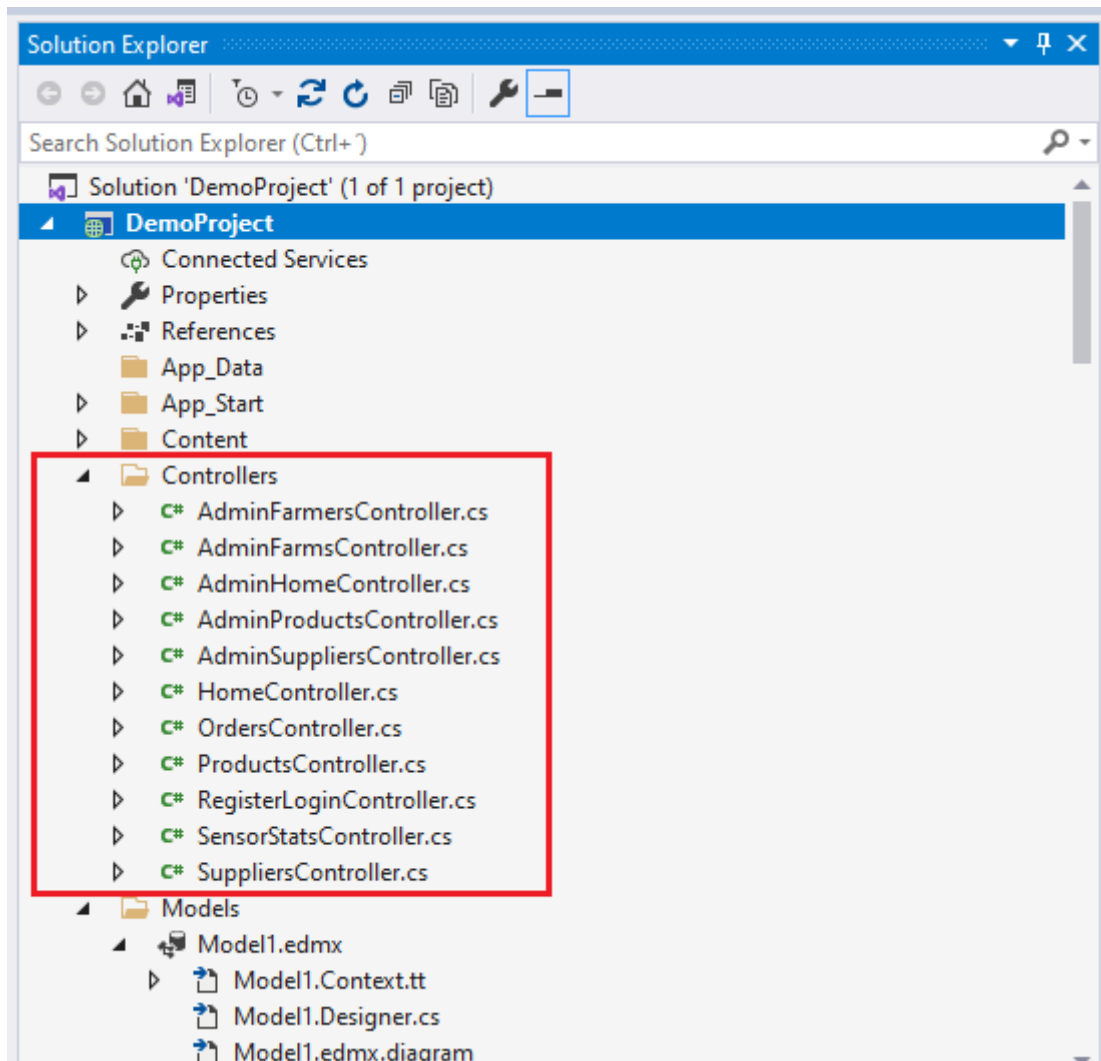 Solution Explorer
Search Solution Explorer (Ctrl+´)
Solution 'DemoProject' (1 of 1 project)
DemoProject
Connected Services
Properties
References
App_Data
App_Start
Content
Controllers
C# AdminFarmersController.cs
C# AdminFarmsController.cs
C# AdminHomeController.cs
C# AdminProductsController.cs
C# AdminSuppliersController.cs
C# HomeController.cs
C# OrdersController.cs
C# ProductsController.cs
C# RegisterLoginController.cs
C# SensorStatsController.cs
C# SuppliersController.cs
Models
Model1.edmx
Model1.Context.tt
Model1.Designer.cs
Model1.edmx.diagram